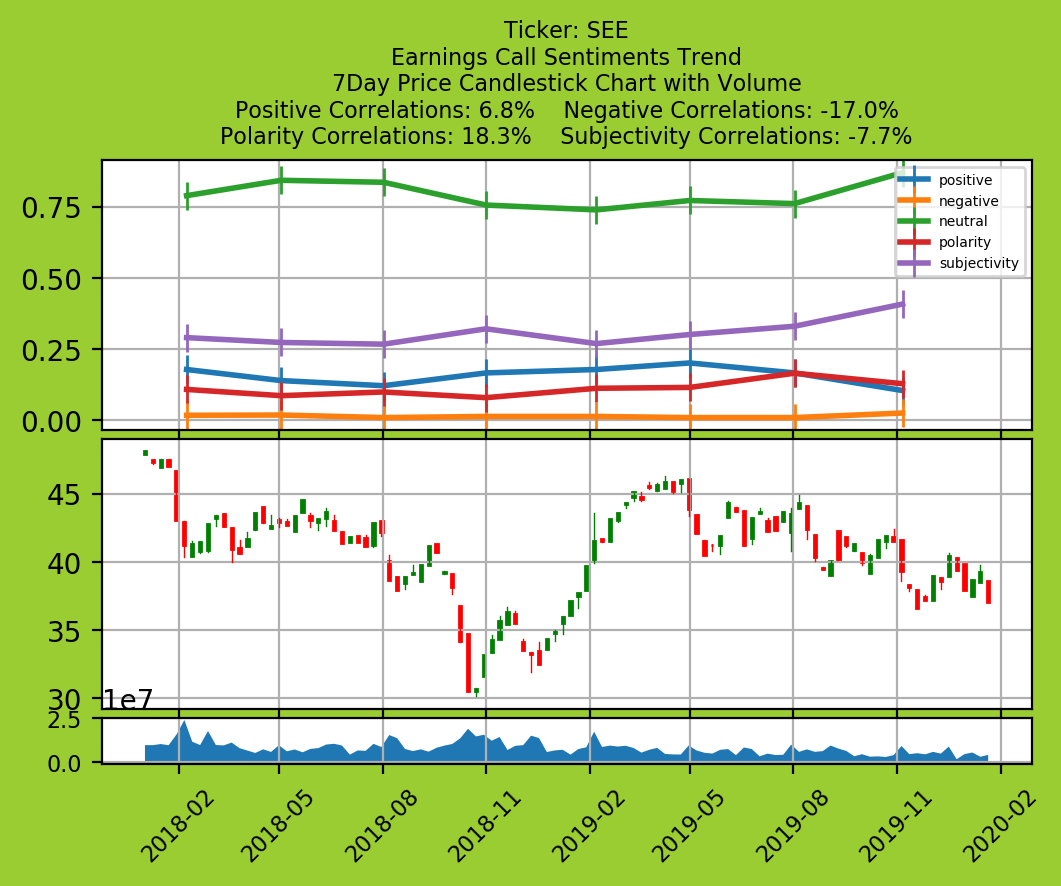 Ticker: SEE
Earnings Call Sentiments Trend
7Day Price Candlestick Chart with Volume
Positive Correlations: 6.8%    Negative Correlations: -17.0%
Polarity Correlations: 18.3%    Subjectivity Correlations: -7.7%
0.75
0.50
0.25
0.00
positive
negative
neutral
polarity
subjectivity
45
40
35
30
1e7
2.5
0.0
2018-02
2018-05
2018-08
2018-11
2019-02
2019-05
2019-08
2019-11
2020-02